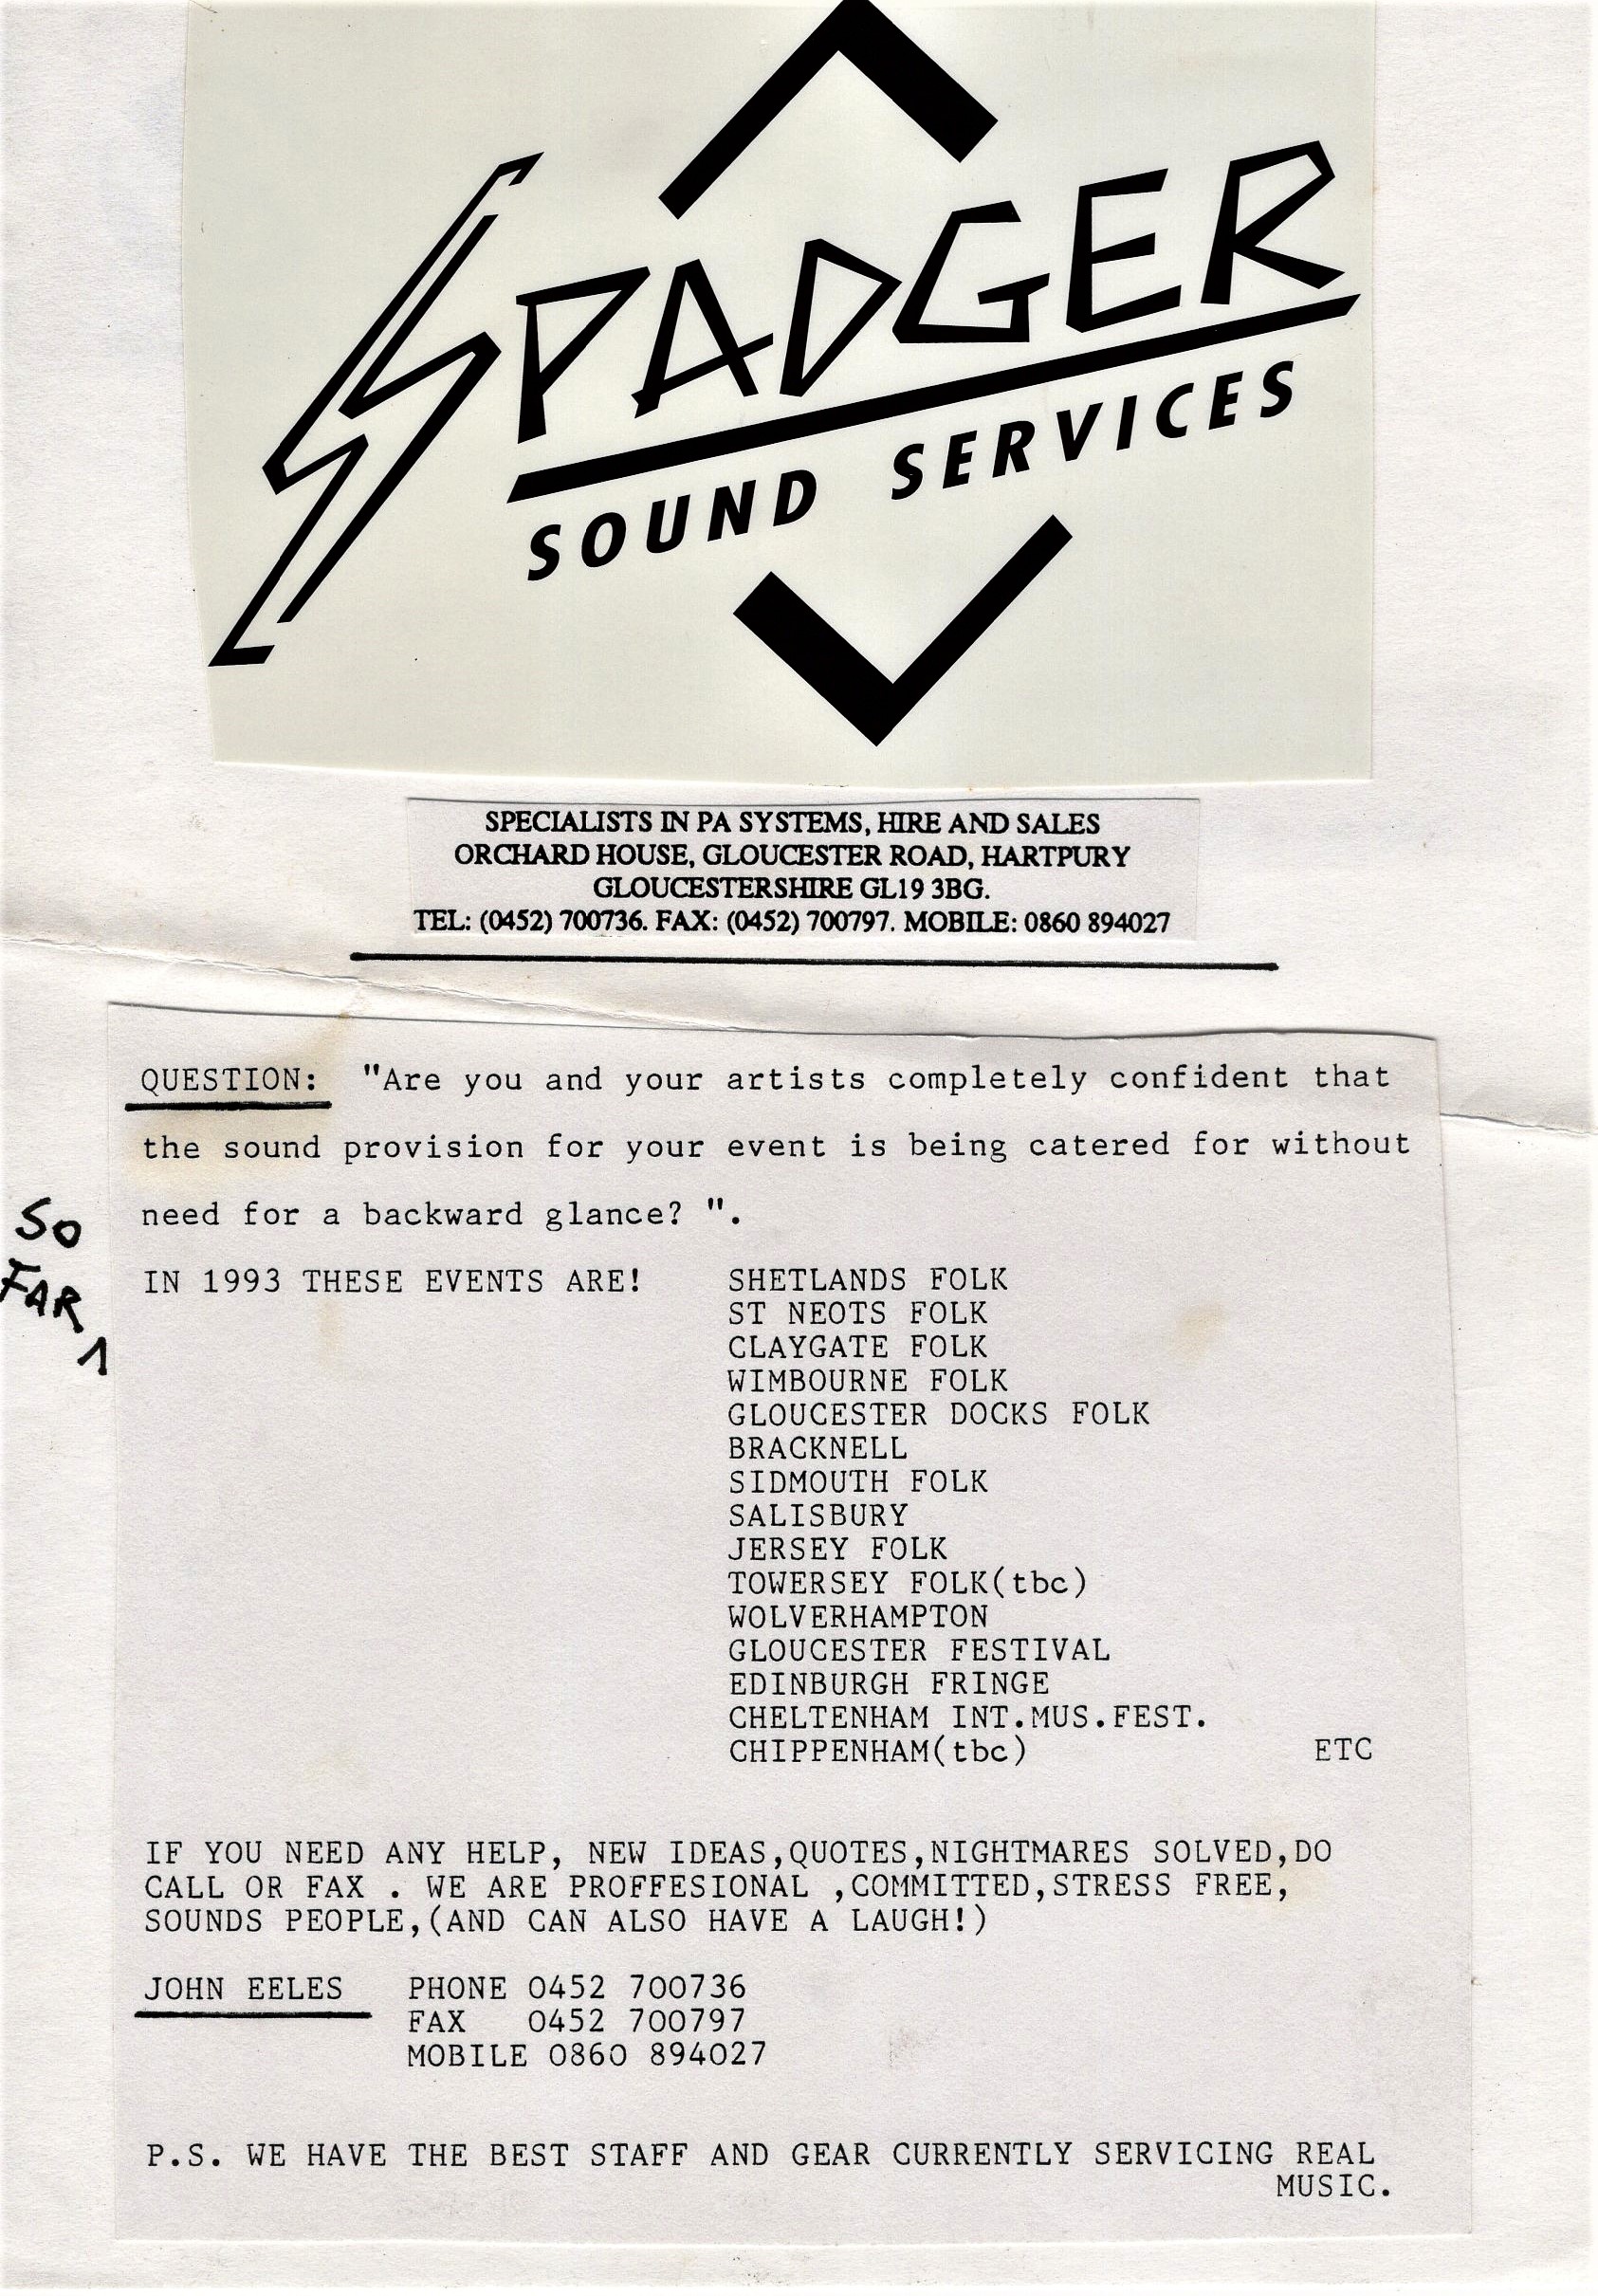 SPADGER
SOUND SERVICES
SPECIALISTS IN PA SYSTEMS, HIRE AND SALES
ORCHARD HOUSE, GLOUCESTER ROAD, HARTPURY
GLOUCESTERSHIRE GL19 3BG.
TEL: (0452) 700736. FAX: (0452) 700797. MOBILE: 0860 894027
QUESTION: "Are you and your artists completely confident that
the sound provision for your event is being catered for without
need for a backward glance? ".
SO
FAR
IN 1993 THESE EVENTS ARE! SHETLANDS FOLK
ST NEOTS FOLK
CLAYGATE FOLK
WIMBOURNE FOLK
GLOUCESTER DOCKS FOLK
BRACKNELL
SIDMOUTH FOLK
SALISBURY
JERSEY FOLK
TOWERSEY FOLK(tbc)
WOLVERHAMPTON
GLOUCESTER FESTIVAL
EDINBURGH FRINGE
CHELTENHAM INT.MUS.FEST.
CHIPPENHAM(tbc) ETC
IF YOU NEED ANY HELP, NEW IDEAS,QUOTES,NIGHTMARES SOLVED,DO
CALL OR FAX . WE ARE PROFFESIONAL ,COMMITTED,STRESS FREE,
SOUNDS PEOPLE,(AND CAN ALSO HAVE A LAUGH!)
JOHN EELES PHONE 0452 700736
FAX 0452 700797
MOBILE 0860 894027
P.S. WE HAVE THE BEST STAFF AND GEAR CURRENTLY SERVICING REAL
MUSIC.